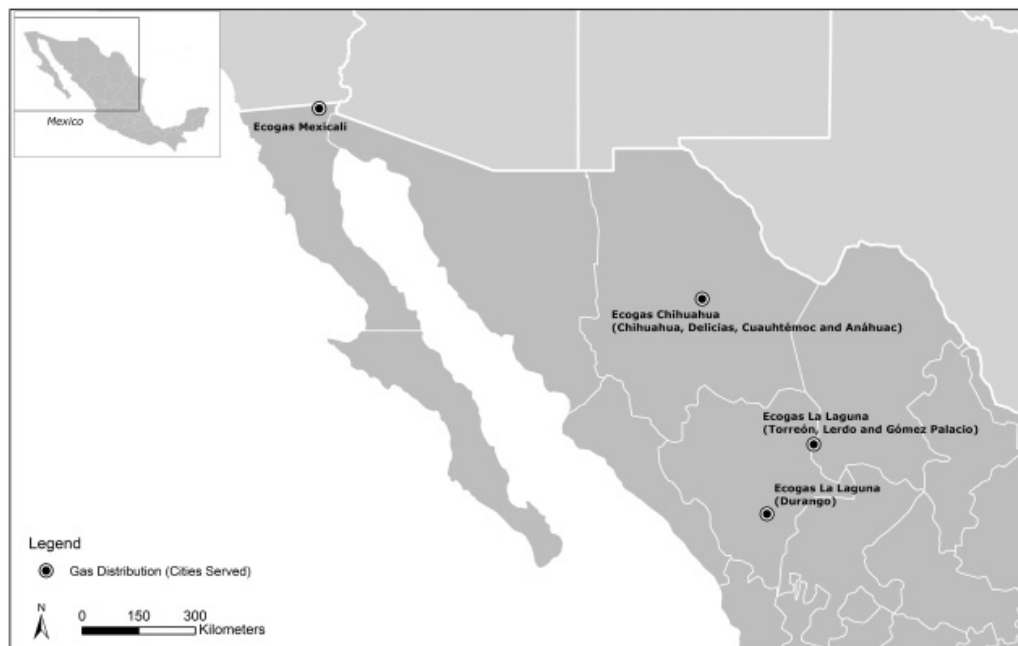 Mexico
Ecogas Mexicali
Ecogas Chihuahua
(Chihuahua, Delicias, Cuauhtémoc and Anáhuac)
Ecogas La Laguna
(Torreón, Lerdo and Gómez Palacio)
Ecogas La Laguna
(Durango)
Legend
Gas Distribution (Cities Served)
N
0 150 300
Kilometers